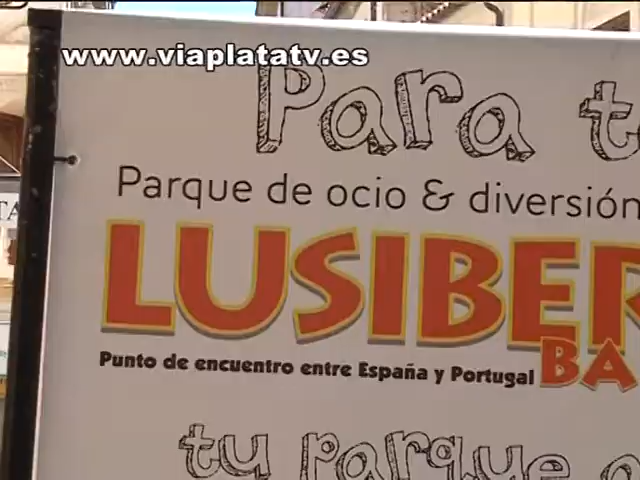 www.viaplatatv.es
Para t
Parque de ocio & diversión
LUSIBER
BA
Punto de encuentro entre España y Portugal
tu parque